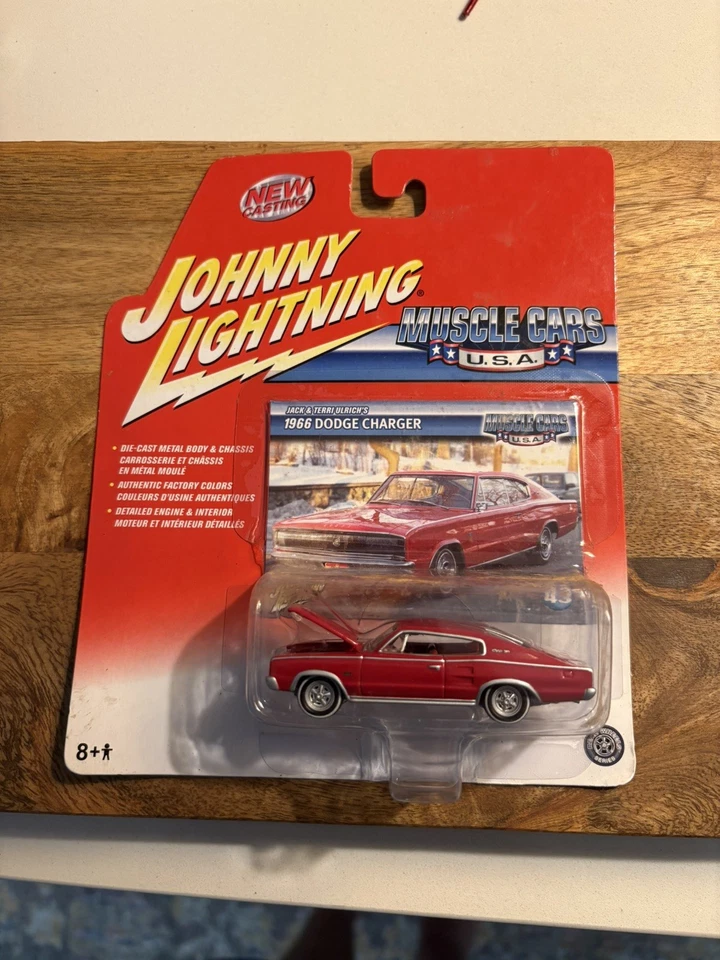 NEW
CASTING
JOHNNY
LIGHTNING®
MUSCLE CARS
U.S.A.
JACK & TERRI ULRICH'S
1966 DODGE CHARGER
MUSCLE CARS
U.S.A.
• DIE-CAST METAL BODY & CHASSIS
CARROSSERIE ET CHÂSSIS
EN MÉTAL MOULÉ
• AUTHENTIC FACTORY COLORS
COULEURS D'USINE AUTHENTIQUES
• DETAILED ENGINE & INTERIOR
MOTEUR ET INTÉRIEUR DÉTAILLÉS
43
8+
SERIES